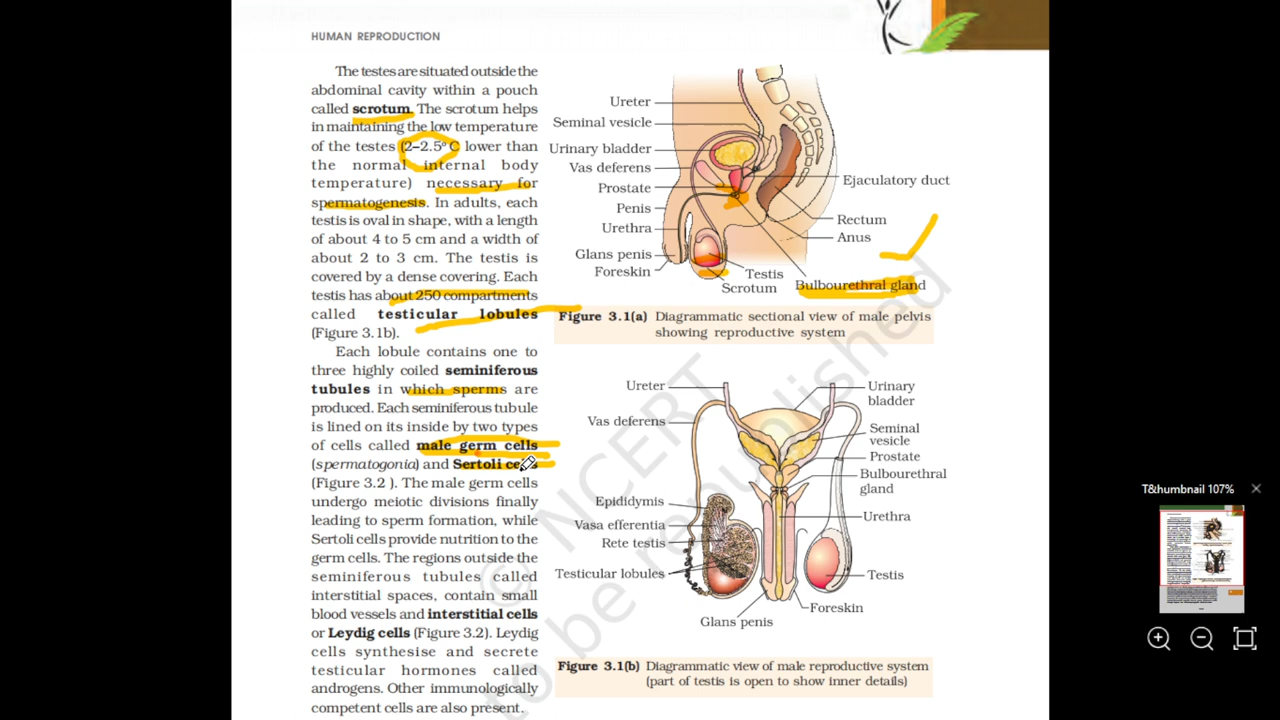 HUMAN REPRODUCTION
The testes are situated outside the
abdominal cavity within a pouch
called scrotum. The scrotum helps
in maintaining the low temperature
of the testes (2–2.5° C lower than
the normal internal body
temperature) necessary for
spermatogenesis. In adults, each
testis is oval in shape, with a length
of about 4 to 5 cm and a width of
about 2 to 3 cm. The testis is
covered by a dense covering. Each
testis has about 250 compartments
called testicular lobules
(Figure 3.1b).
Each lobule contains one to
three highly coiled seminiferous
tubules in which sperms are
produced. Each seminiferous tubule
is lined on its inside by two types
of cells called male germ cells
(spermatogonia) and Sertoli cells
(Figure 3.2 ). The male germ cells
undergo meiotic divisions finally
leading to sperm formation, while
Sertoli cells provide nutrition to the
germ cells. The regions outside the
seminiferous tubules called
interstitial spaces, contain small
blood vessels and interstitial cells
or Leydig cells (Figure 3.2). Leydig
cells synthesise and secrete
testicular hormones called
androgens. Other immunologically
competent cells are also present.
Ureter
Seminal vesicle
Urinary bladder
Vas deferens
Prostate
Penis
Urethra
Glans penis
Foreskin
Testis
Scrotum
Ejaculatory duct
Rectum
Anus
Bulbourethral gland
Figure 3.1(a) Diagrammatic sectional view of male pelvis
showing reproductive system
Ureter
Vas deferens
Epididymis
Vasa efferentia
Rete testis
Testicular lobules
Glans penis
Urinary
bladder
Seminal
vesicle
Prostate
Bulbourethral
gland
Urethra
Testis
Foreskin
Figure 3.1(b) Diagrammatic view of male reproductive system
(part of testis is open to show inner details)
© NCERT
to be republished
T&humbnail 107%